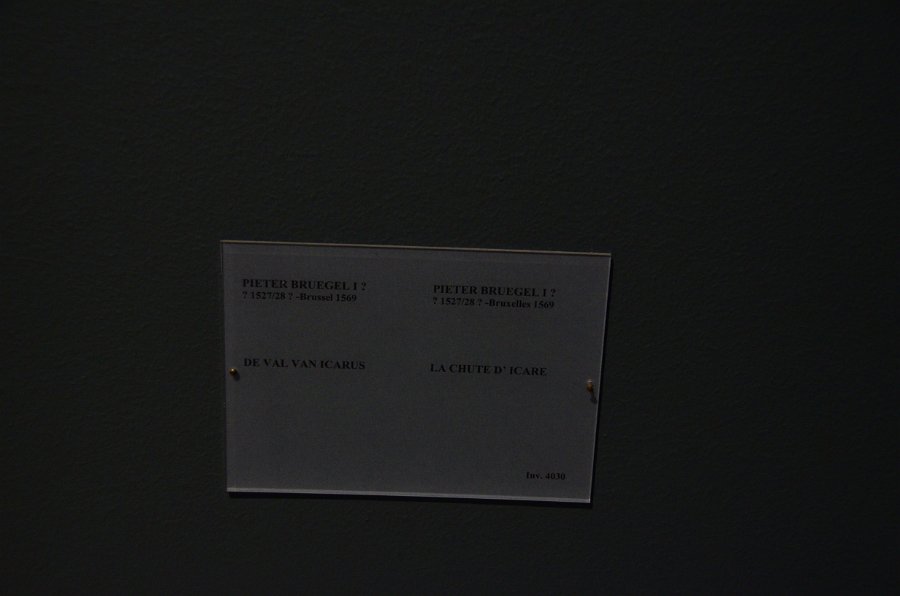 PIETER BRUEGEL I ?
? 1527/28 ? -Brussel 1569
DE VAL VAN ICARUS
PIETER BRUEGEL I ?
? 1527/28 ? -Bruxelles 1569
LA CHUTE D' ICARE
Inv. 4030